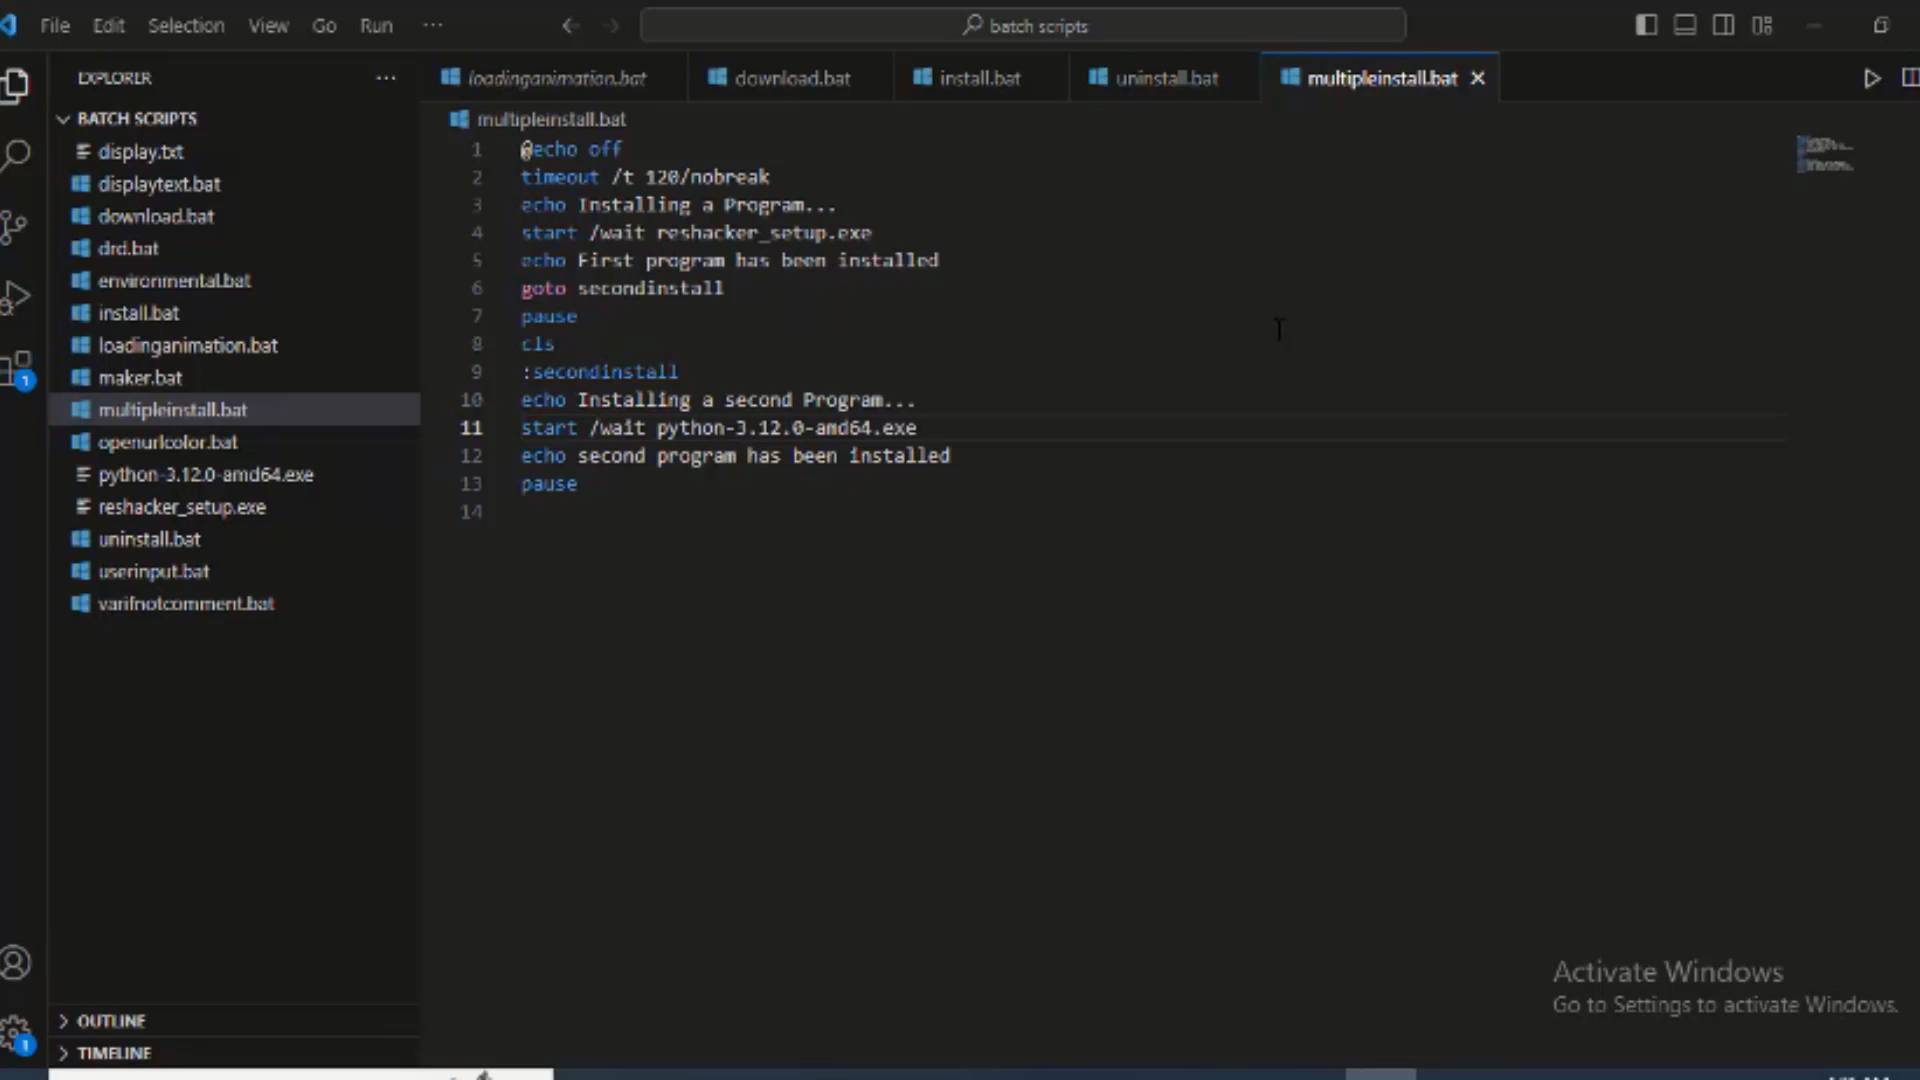 File Edit Selection View Go Run ···
batch scripts
EXPLORER ···
loadinganimation.bat download.bat install.bat uninstall.bat multipleinstall.bat
BATCH SCRIPTS
display.txt
displaytext.bat
download.bat
drd.bat
environmental.bat
install.bat
loadinganimation.bat
maker.bat
multipleinstall.bat
openurlcolor.bat
python-3.12.0-amd64.exe
reshacker_setup.exe
uninstall.bat
userinput.bat
varifnotcomment.bat
OUTLINE
TIMELINE
1
1
multipleinstall.bat
1 @echo off
2 timeout /t 120/nobreak
3 echo Installing a Program...
4 start /wait reshacker_setup.exe
5 echo First program has been installed
6 goto secondinstall
7 pause
8 cls
9 :secondinstall
10 echo Installing a second Program...
11 start /wait python-3.12.0-amd64.exe
12 echo second program has been installed
13 pause
14
Activate Windows
Go to Settings to activate Windows.